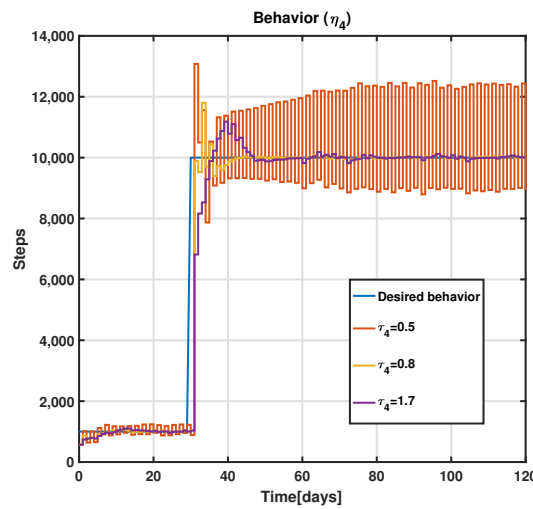 Behavior (η₄)
14,000
12,000
10,000
8,000
6,000
4,000
2,000
0
Steps
Desired behavior
τ₄=0.5
τ₄=0.8
τ₄=1.7
0 20 40 60 80 100 120
Time[days]